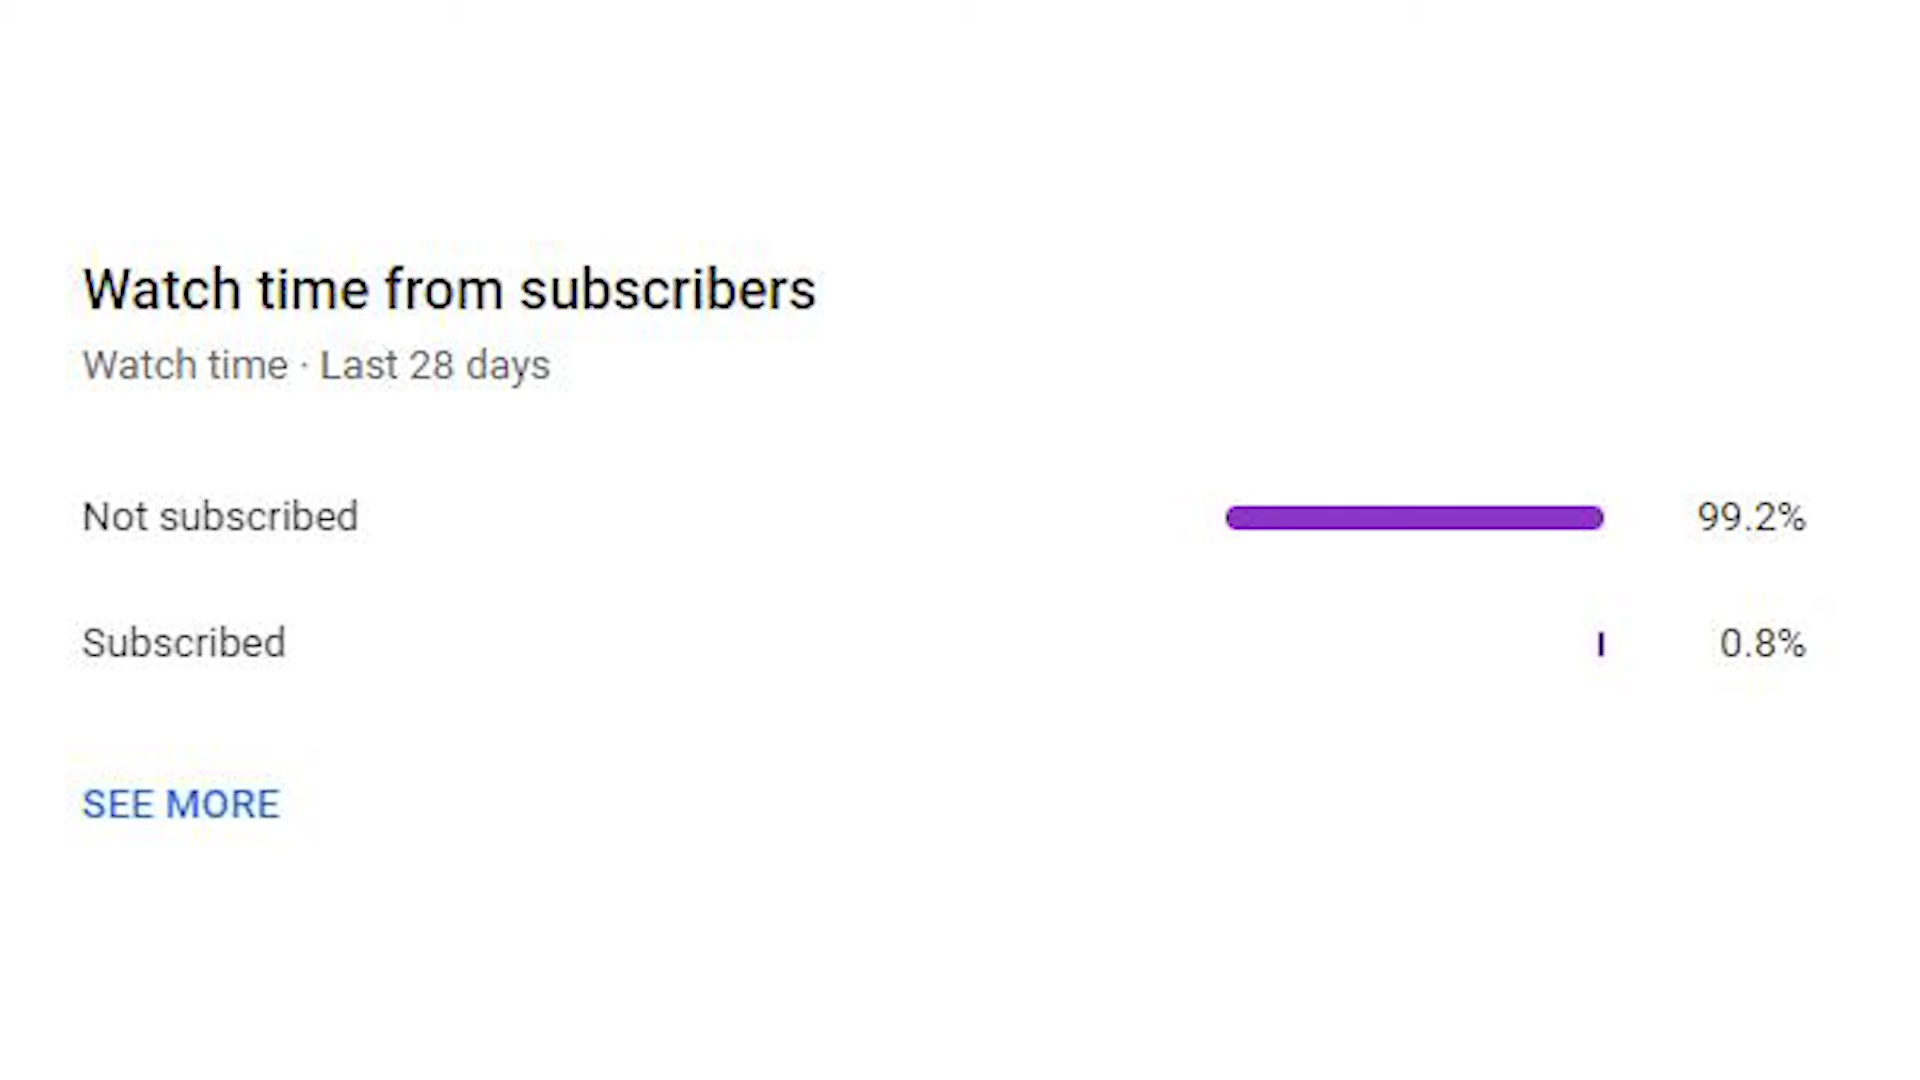 Watch time from subscribers
Watch time · Last 28 days
Not subscribed 99.2%
Subscribed 0.8%
SEE MORE